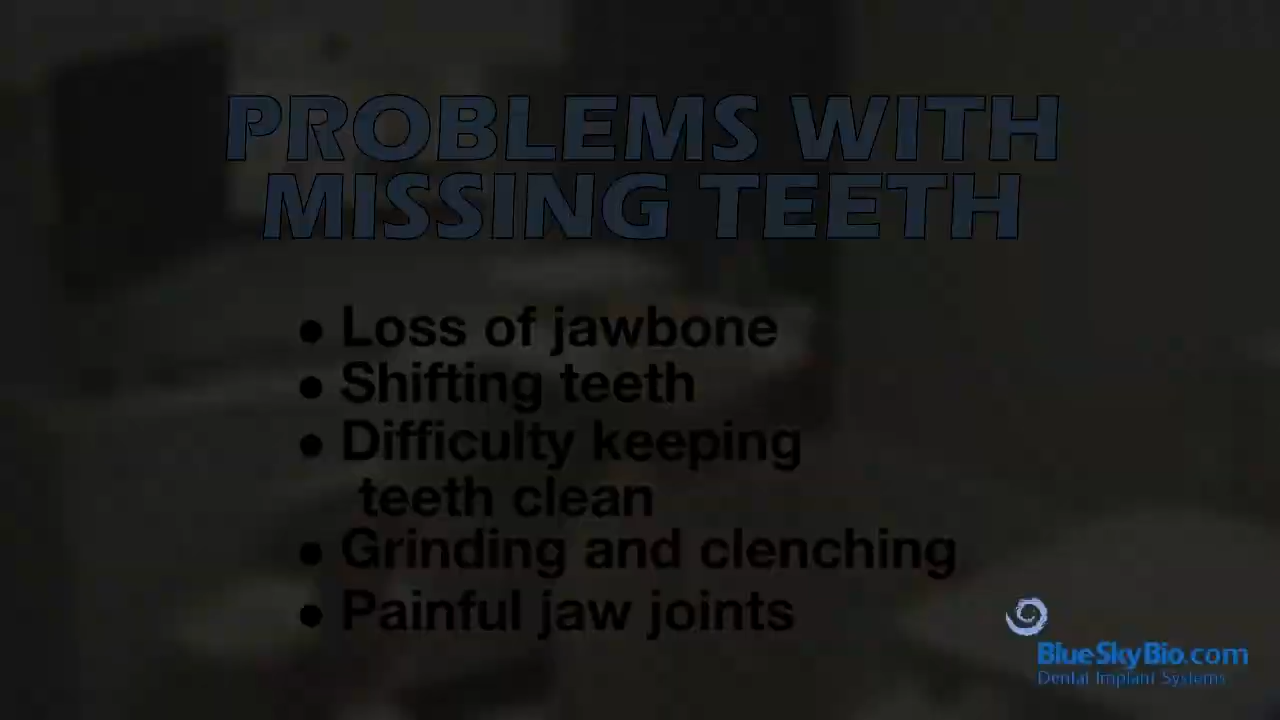 PROBLEMS WITH
MISSING TEETH
• Loss of jawbone
• Shifting teeth
• Difficulty keeping
teeth clean
• Grinding and clenching
• Painful jaw joints
BlueSkyBio.com
Dental Implant Systems